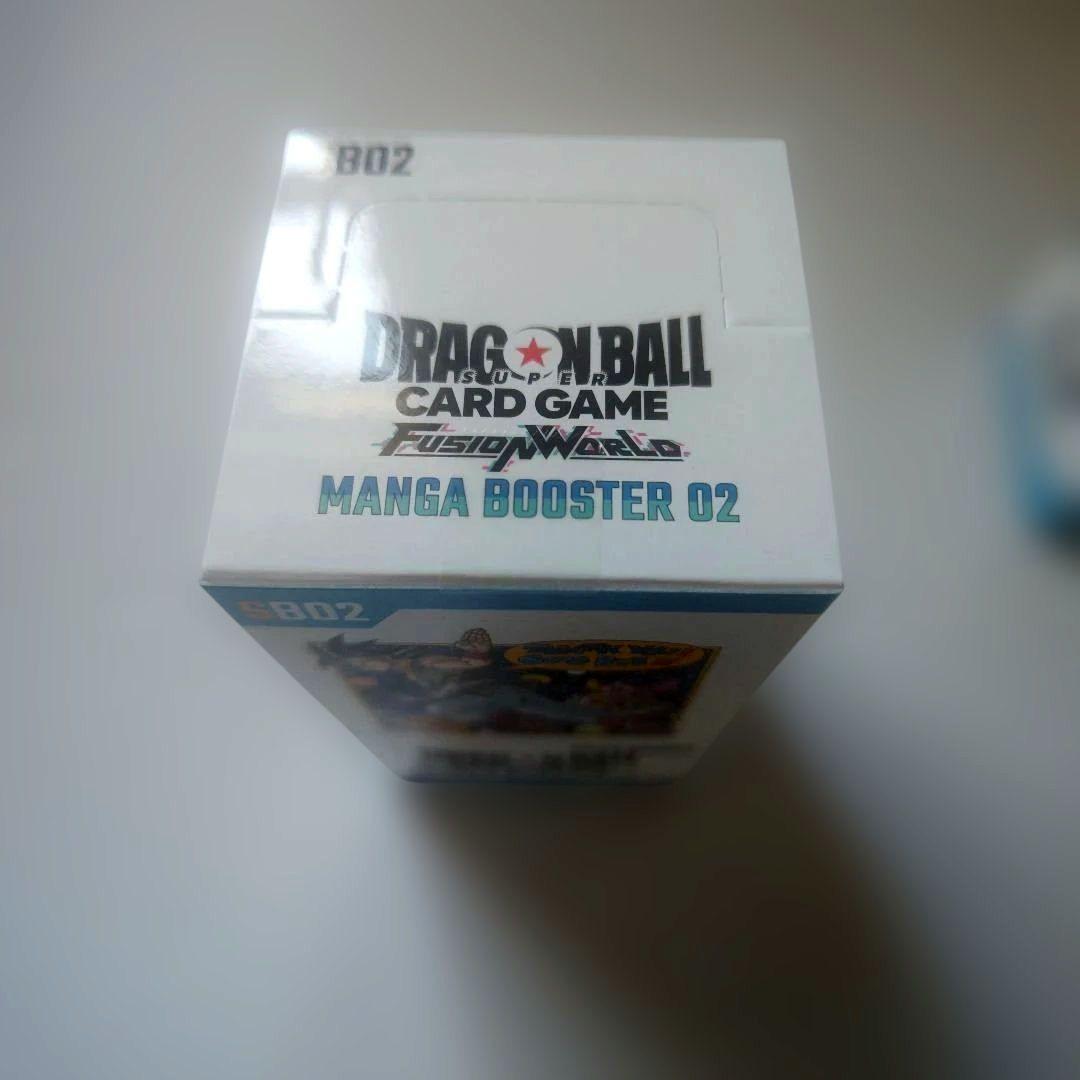 SB02
DRAGON BALL
SUPER
CARD GAME
FUSION WORLD
MANGA BOOSTER 02
SB02